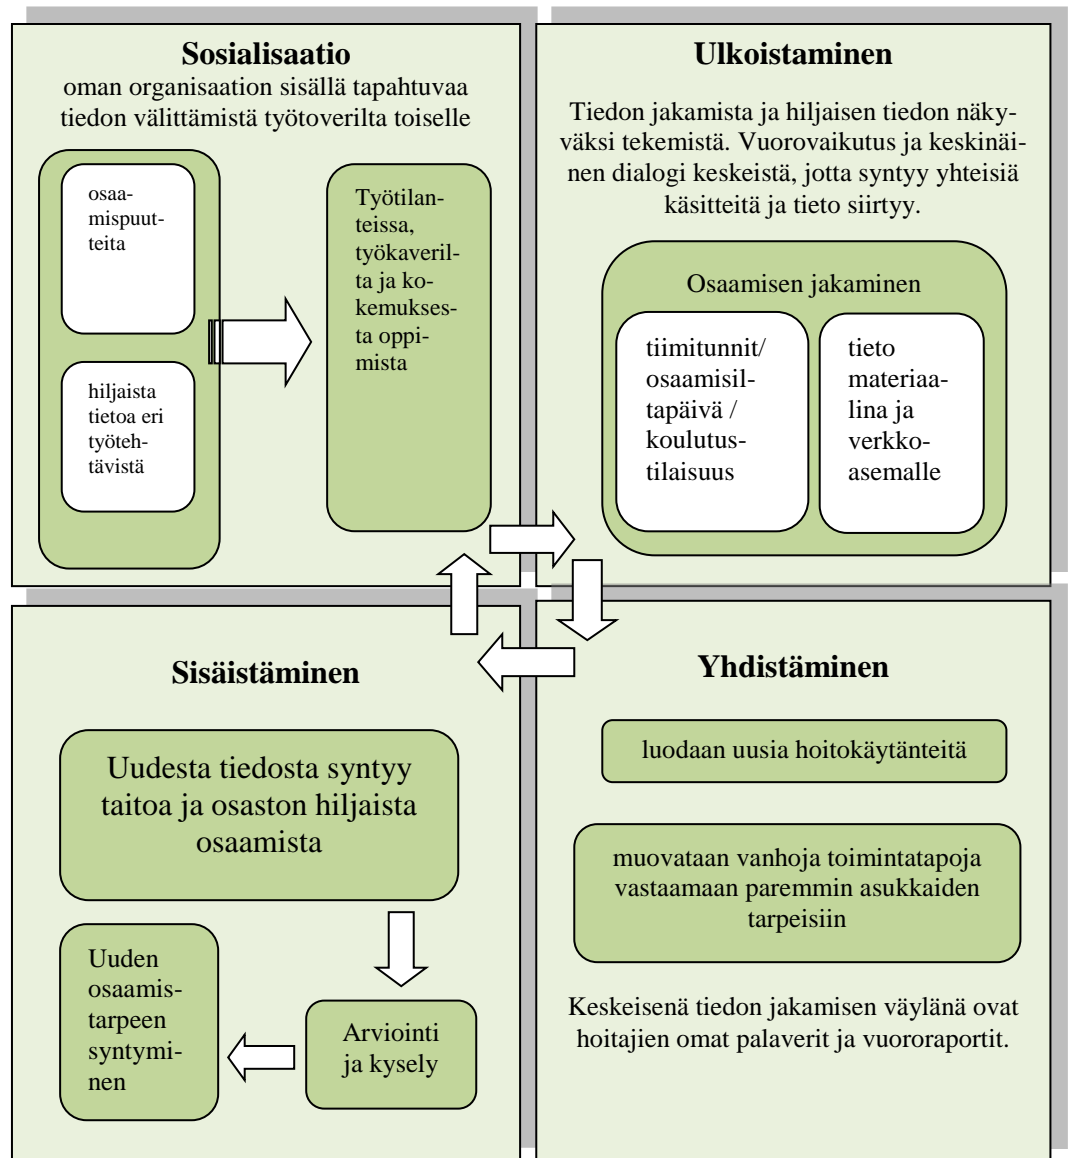 Sosialisaatio
oman organisaation sisällä tapahtuvaa
tiedon välittämistä työtoverilta toiselle
osaa-
mispuut-
teita
hiljaista
tietoa eri
työteh-
tävistä
Työtilan-
teissa,
työkaveril-
ta ja ko-
kemukses-
ta oppi-
mista
Ulkoistaminen
Tiedon jakamista ja hiljaisen tiedon näky-
väksi tekemistä. Vuorovaikutus ja keskinäi-
nen dialogi keskeistä, jotta syntyy yhteisiä
käsitteitä ja tieto siirtyy.
Osaamisen jakaminen
tiimitunnit/
osaamisil-
tapäivä /
koulutus-
tilaisuus
tieto
materiaa-
lina ja
verkko-
asemalle
Sisäistäminen
Uudesta tiedosta syntyy
taitoa ja osaston hiljaista
osaamista
Uuden
osaamis-
tarpeen
syntymi-
nen
Arviointi
ja kysely
Yhdistäminen
luodaan uusia hoitokäytänteitä
muovataan vanhoja toimintatapoja
vastaamaan paremmin asukkaiden
tarpeisiin
Keskeisenä tiedon jakamisen väylänä ovat
hoitajien omat palaverit ja vuororaportit.